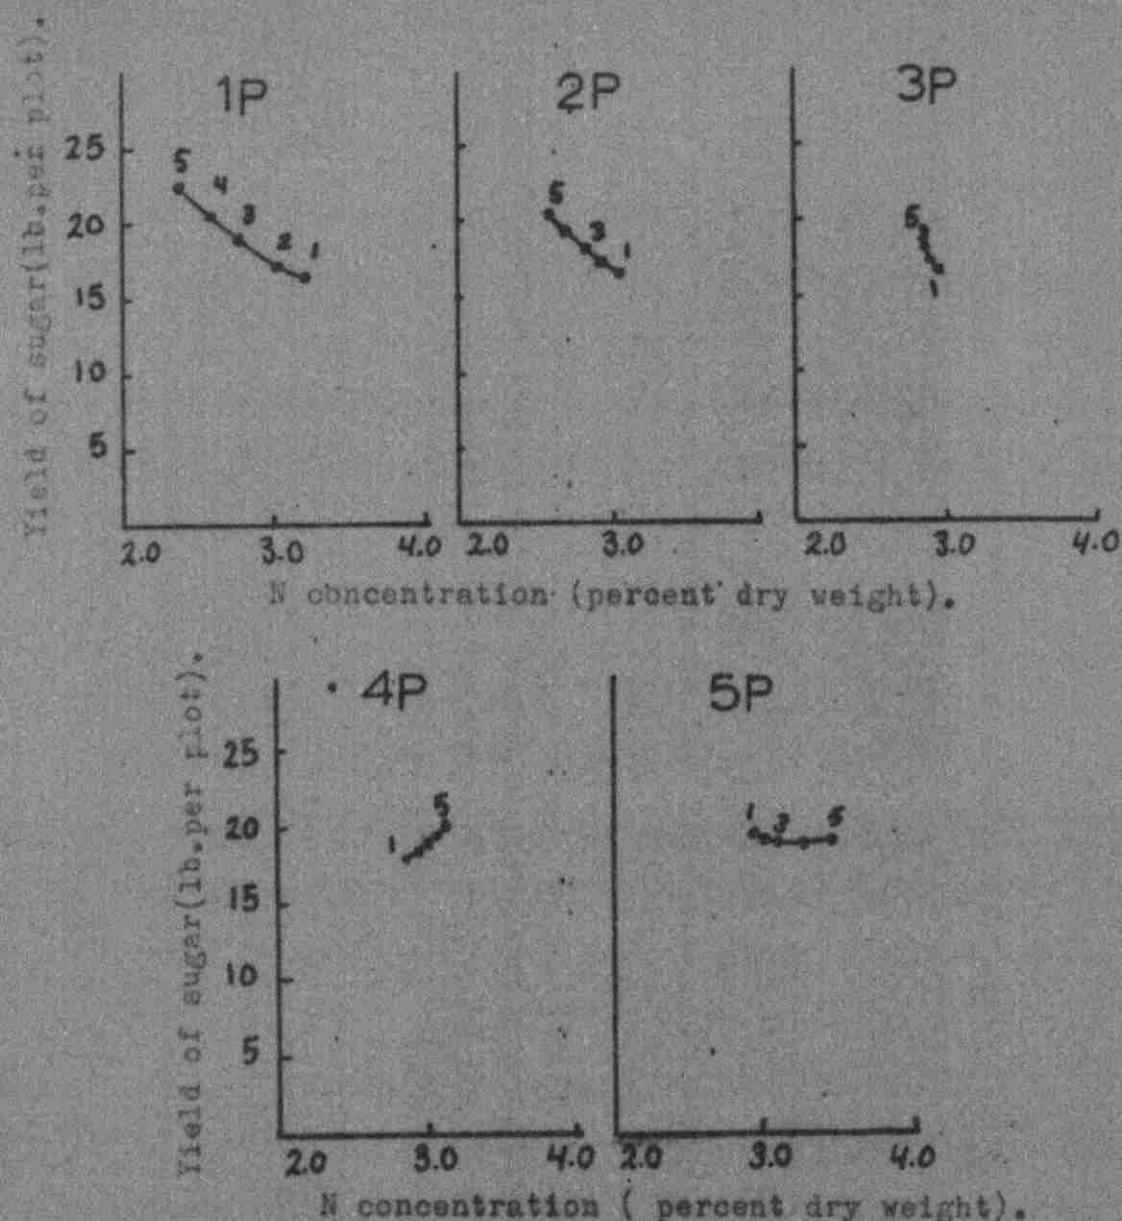 1P 2P 3P
Yield of sugar(lb.per plot).
25
20
15
10
5
5 4 3 2 1
5 3 1
5 3 1
2.0 3.0 4.0 2.0 3.0 2.0 3.0 4.0
N cbncentration (percent dry weight).
4P 5P
Yield of sugar(lb.per plot).
25
20
15
10
5
1 5
1 3 5
2.0 3.0 4.0 2.0 3.0 4.0
N concentration ( percent dry weight).